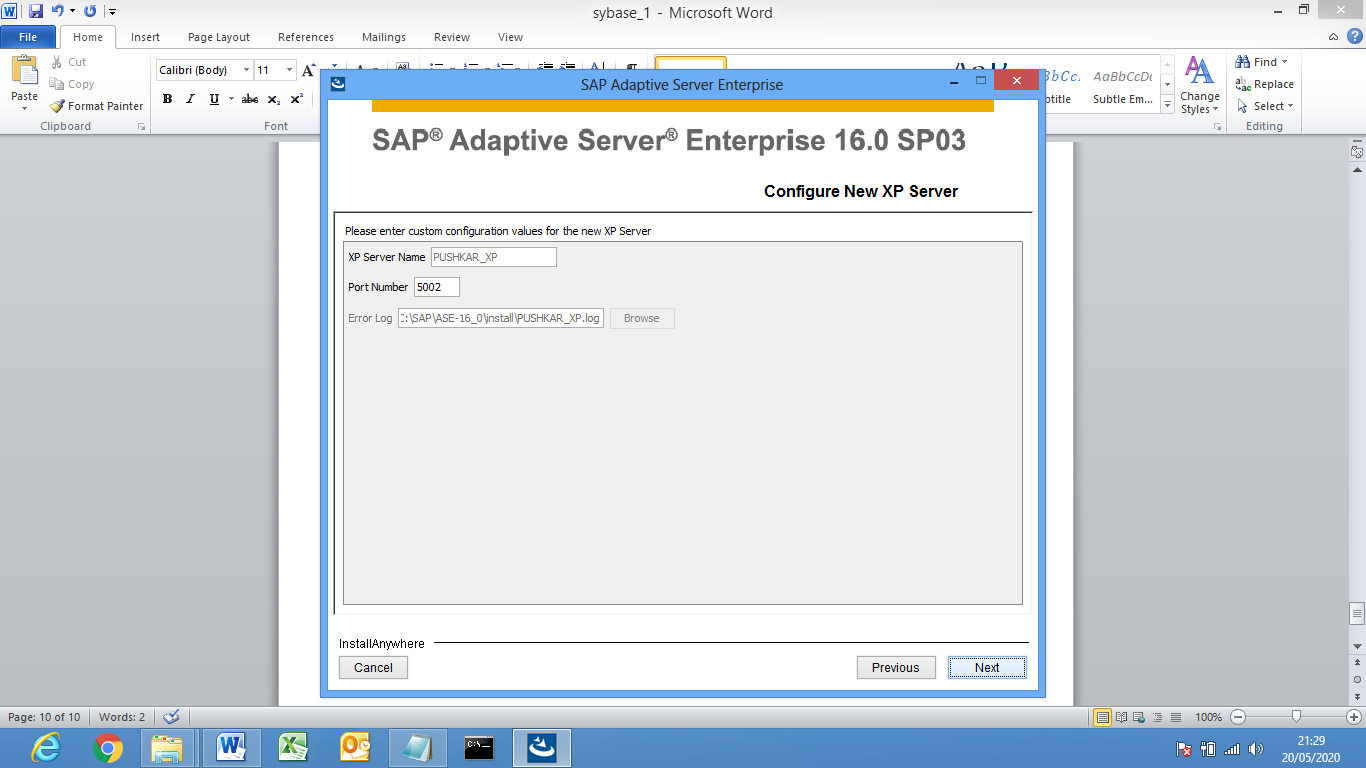 sybase_1 - Microsoft Word
File Home Insert Page Layout References Mailings Review View
Paste
Cut
Copy
Format Painter
Clipboard
Calibri (Body) 11
B I U abc x₂ x²
Font
AaBbCcDc
Subtle Em...
Change
Styles
Find
Replace
Select
Editing
SAP Adaptive Server Enterprise
SAP® Adaptive Server® Enterprise 16.0 SP03
Configure New XP Server
Please enter custom configuration values for the new XP Server
XP Server Name PUSHKAR_XP
Port Number 5002
Error Log C:\SAP\ASE-16_0\install\PUSHKAR_XP.log Browse
InstallAnywhere
Cancel Previous Next
Page: 10 of 10 Words: 2 100%
21:29
20/05/2020